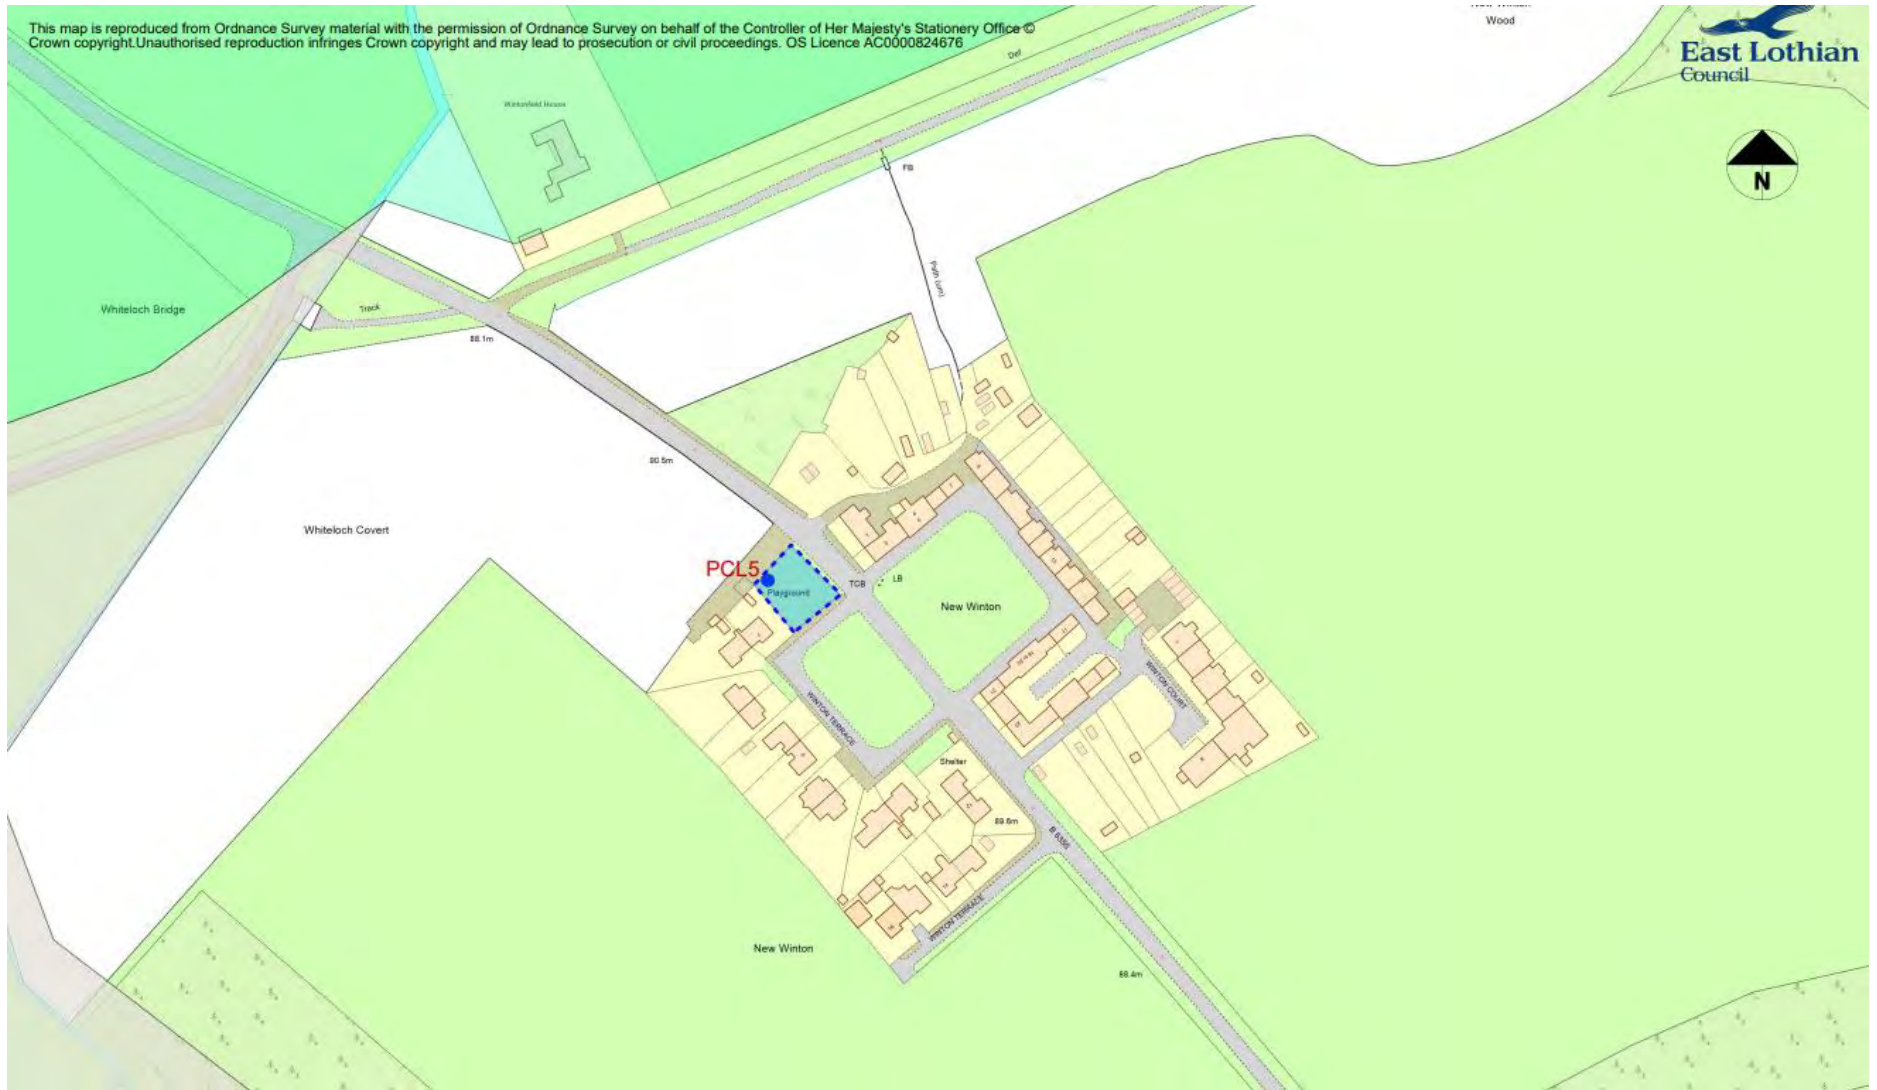 This map is reproduced from Ordnance Survey material with the permission of Ordnance Survey on behalf of the Controller of Her Majesty's Stationery Office ©
Crown copyright.Unauthorised reproduction infringes Crown copyright and may lead to prosecution or civil proceedings. OS Licence AC0000824676
Wood
East Lothian
Council
Def
Wintonfield House
FB
N
Path (um)
Whiteloch Bridge
Track
88.1m
90.5m
Whiteloch Covert
PCL5
Playground
TCB
LB
New Winton
WINTON COURT
WINTON TERRACE
Shelter
89.6m
B 6355
WINTON TERRACE
New Winton
88.4m